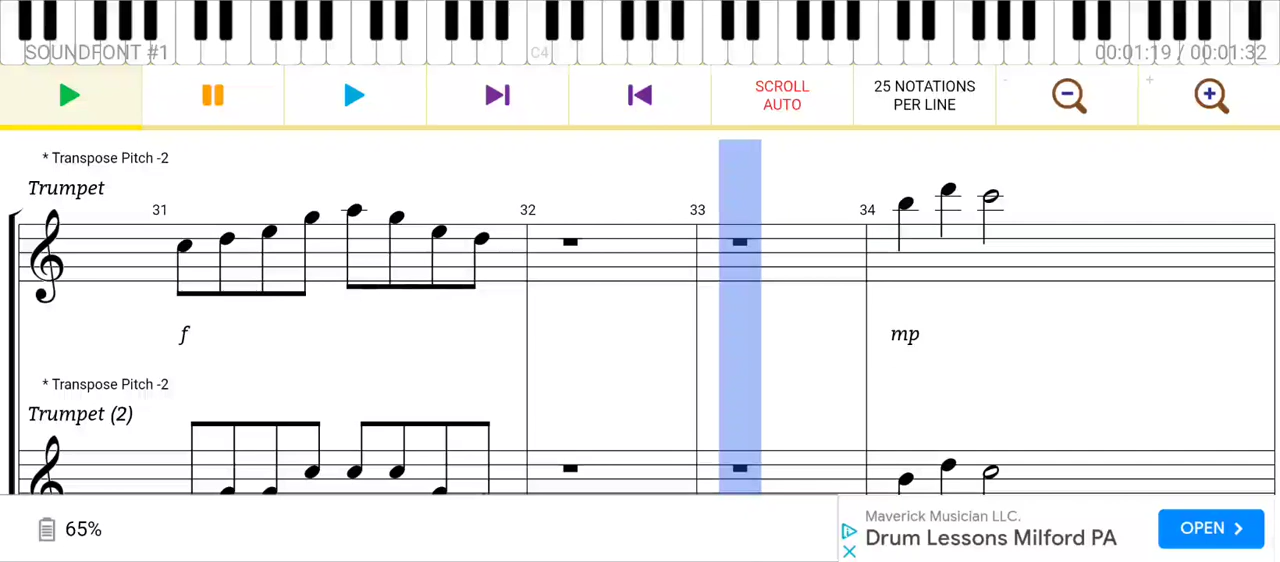 SOUNDFONT #1
C4
00:01:19 / 00:01:32
SCROLL
AUTO
25 NOTATIONS
PER LINE
-
+
* Transpose Pitch -2
Trumpet
31
32
33
34
f
mp
* Transpose Pitch -2
Trumpet (2)
65%
Maverick Musician LLC.
Drum Lessons Milford PA
OPEN